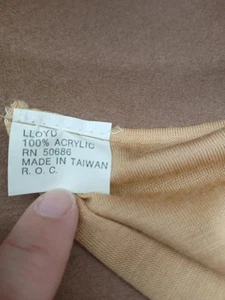 LLOYD
100% ACRYLIC
RN 50686
MADE IN TAIWAN
R. O. C.